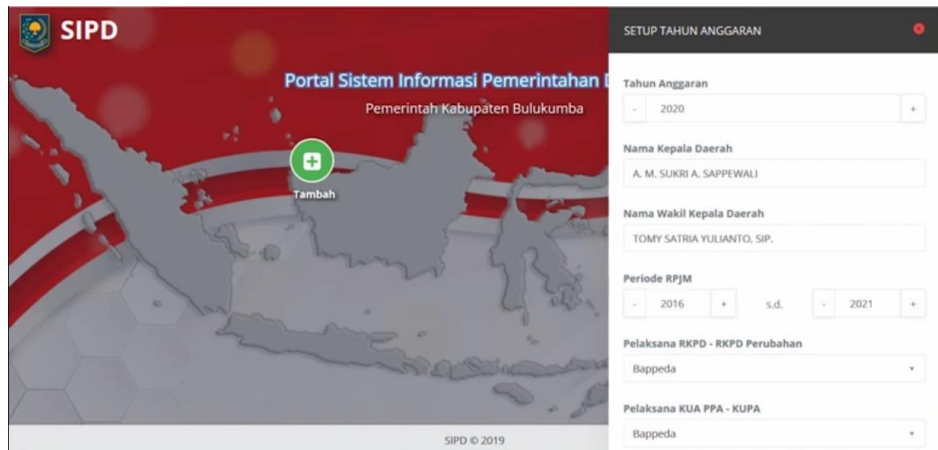 SIPD
Portal Sistem Informasi Pemerintahan
Pemerintah Kabupaten Bulukumba
Tambah
SIPD © 2019
SETUP TAHUN ANGGARAN
Tahun Anggaran
- 2020 +
Nama Kepala Daerah
A. M. SUKRI A. SAPPEWALI
Nama Wakil Kepala Daerah
TOMY SATRIA YULIANTO, SIP.
Periode RPJM
- 2016 + s.d. - 2021 +
Pelaksana RKPD - RKPD Perubahan
Bappeda
Pelaksana KUA PPA - KUPA
Bappeda